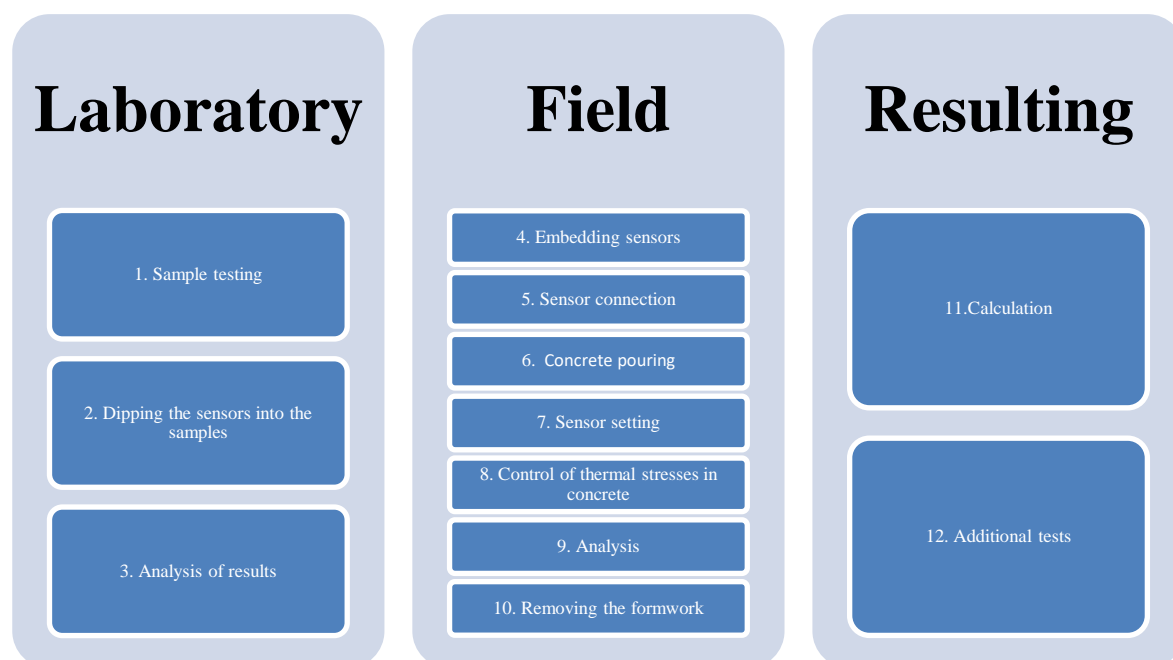 Laboratory
1. Sample testing
2. Dipping the sensors into the
samples
3. Analysis of results
Field
4. Embedding sensors
5. Sensor connection
6. Concrete pouring
7. Sensor setting
8. Control of thermal stresses in
concrete
9. Analysis
10. Removing the formwork
Resulting
11.Calculation
12. Additional tests